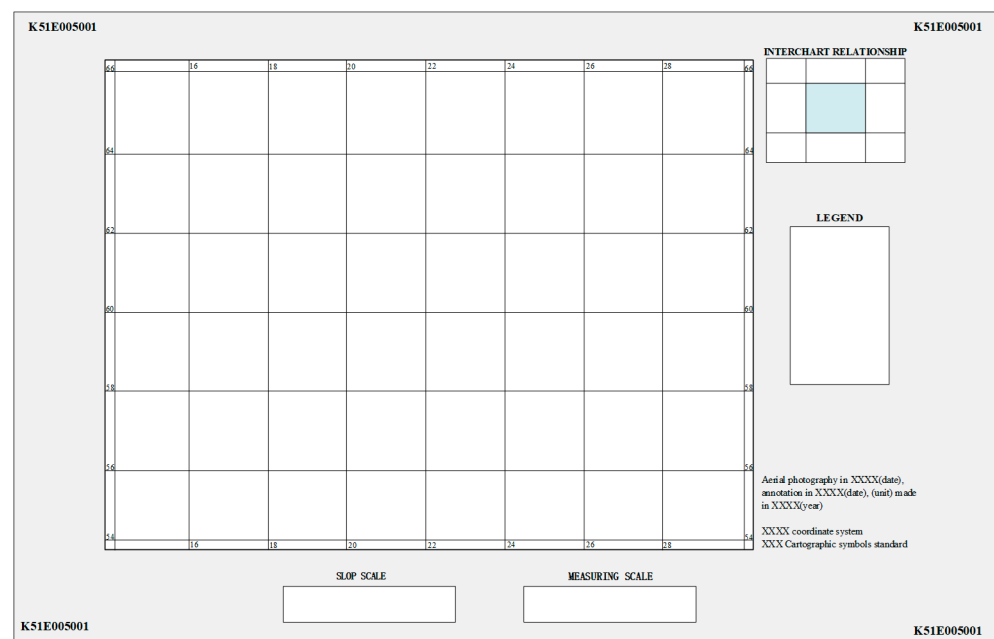 K51E005001
K51E005001
INTERCHART RELATIONSHIP
66 16 18 20 22 24 26 28 66
64 64
62 62
60 60
58 58
56 56
54 16 18 20 22 24 26 28 54
LEGEND
Aerial photography in XXXX(date),
annotation in XXXX(date), (unit) made
in XXXX(year)
XXXX coordinate system
XXX Cartographic symbols standard
SLOP SCALE
MEASURING SCALE
K51E005001
K51E005001